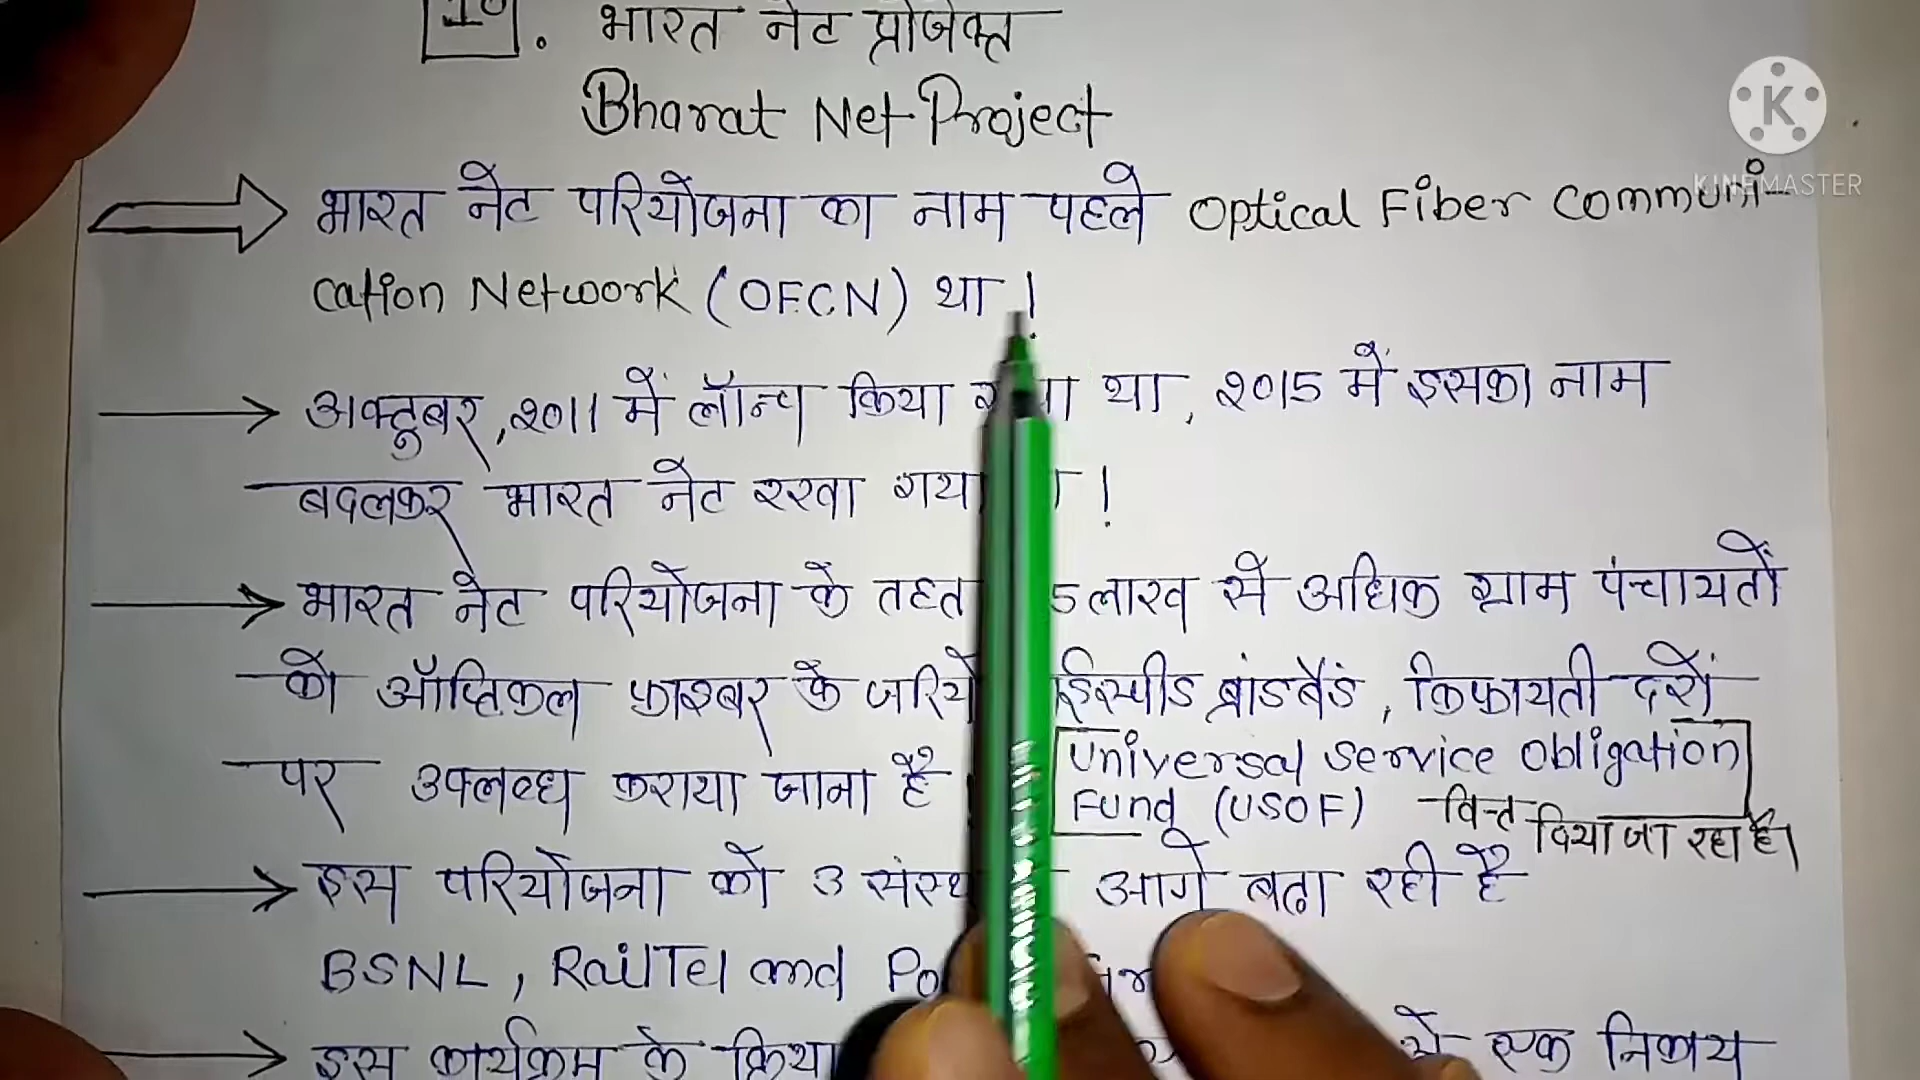 10. भारत नेट प्रोजेक्त
Bharat Net Project
K
KINEMASTER
भारत नेट परियोजना का नाम पहले Optical Fiber Communi-
cation Network (OFCN) था !
अक्टुबर, 2011 में लॉन्च किया था, 2015 में इसका नाम
बदलकर भारत नेट रखा गया !
भारत नेट परियोजना के तहत 5 लाख से अधिक ग्राम पंचायतों
को ऑप्तिकल फाइबर के जरिये ईस्पीड ब्रांडबैंड, किफायती दरों
पर उपलब्ध कराया जाना है Universal Service Obligation
Fund (USOF) वित्त दिया जा रहा है।
इस परियोजना को 3 आगे बढा रही है
BSNL, RailTel and
इस कार्यक्रम के एक निकाय